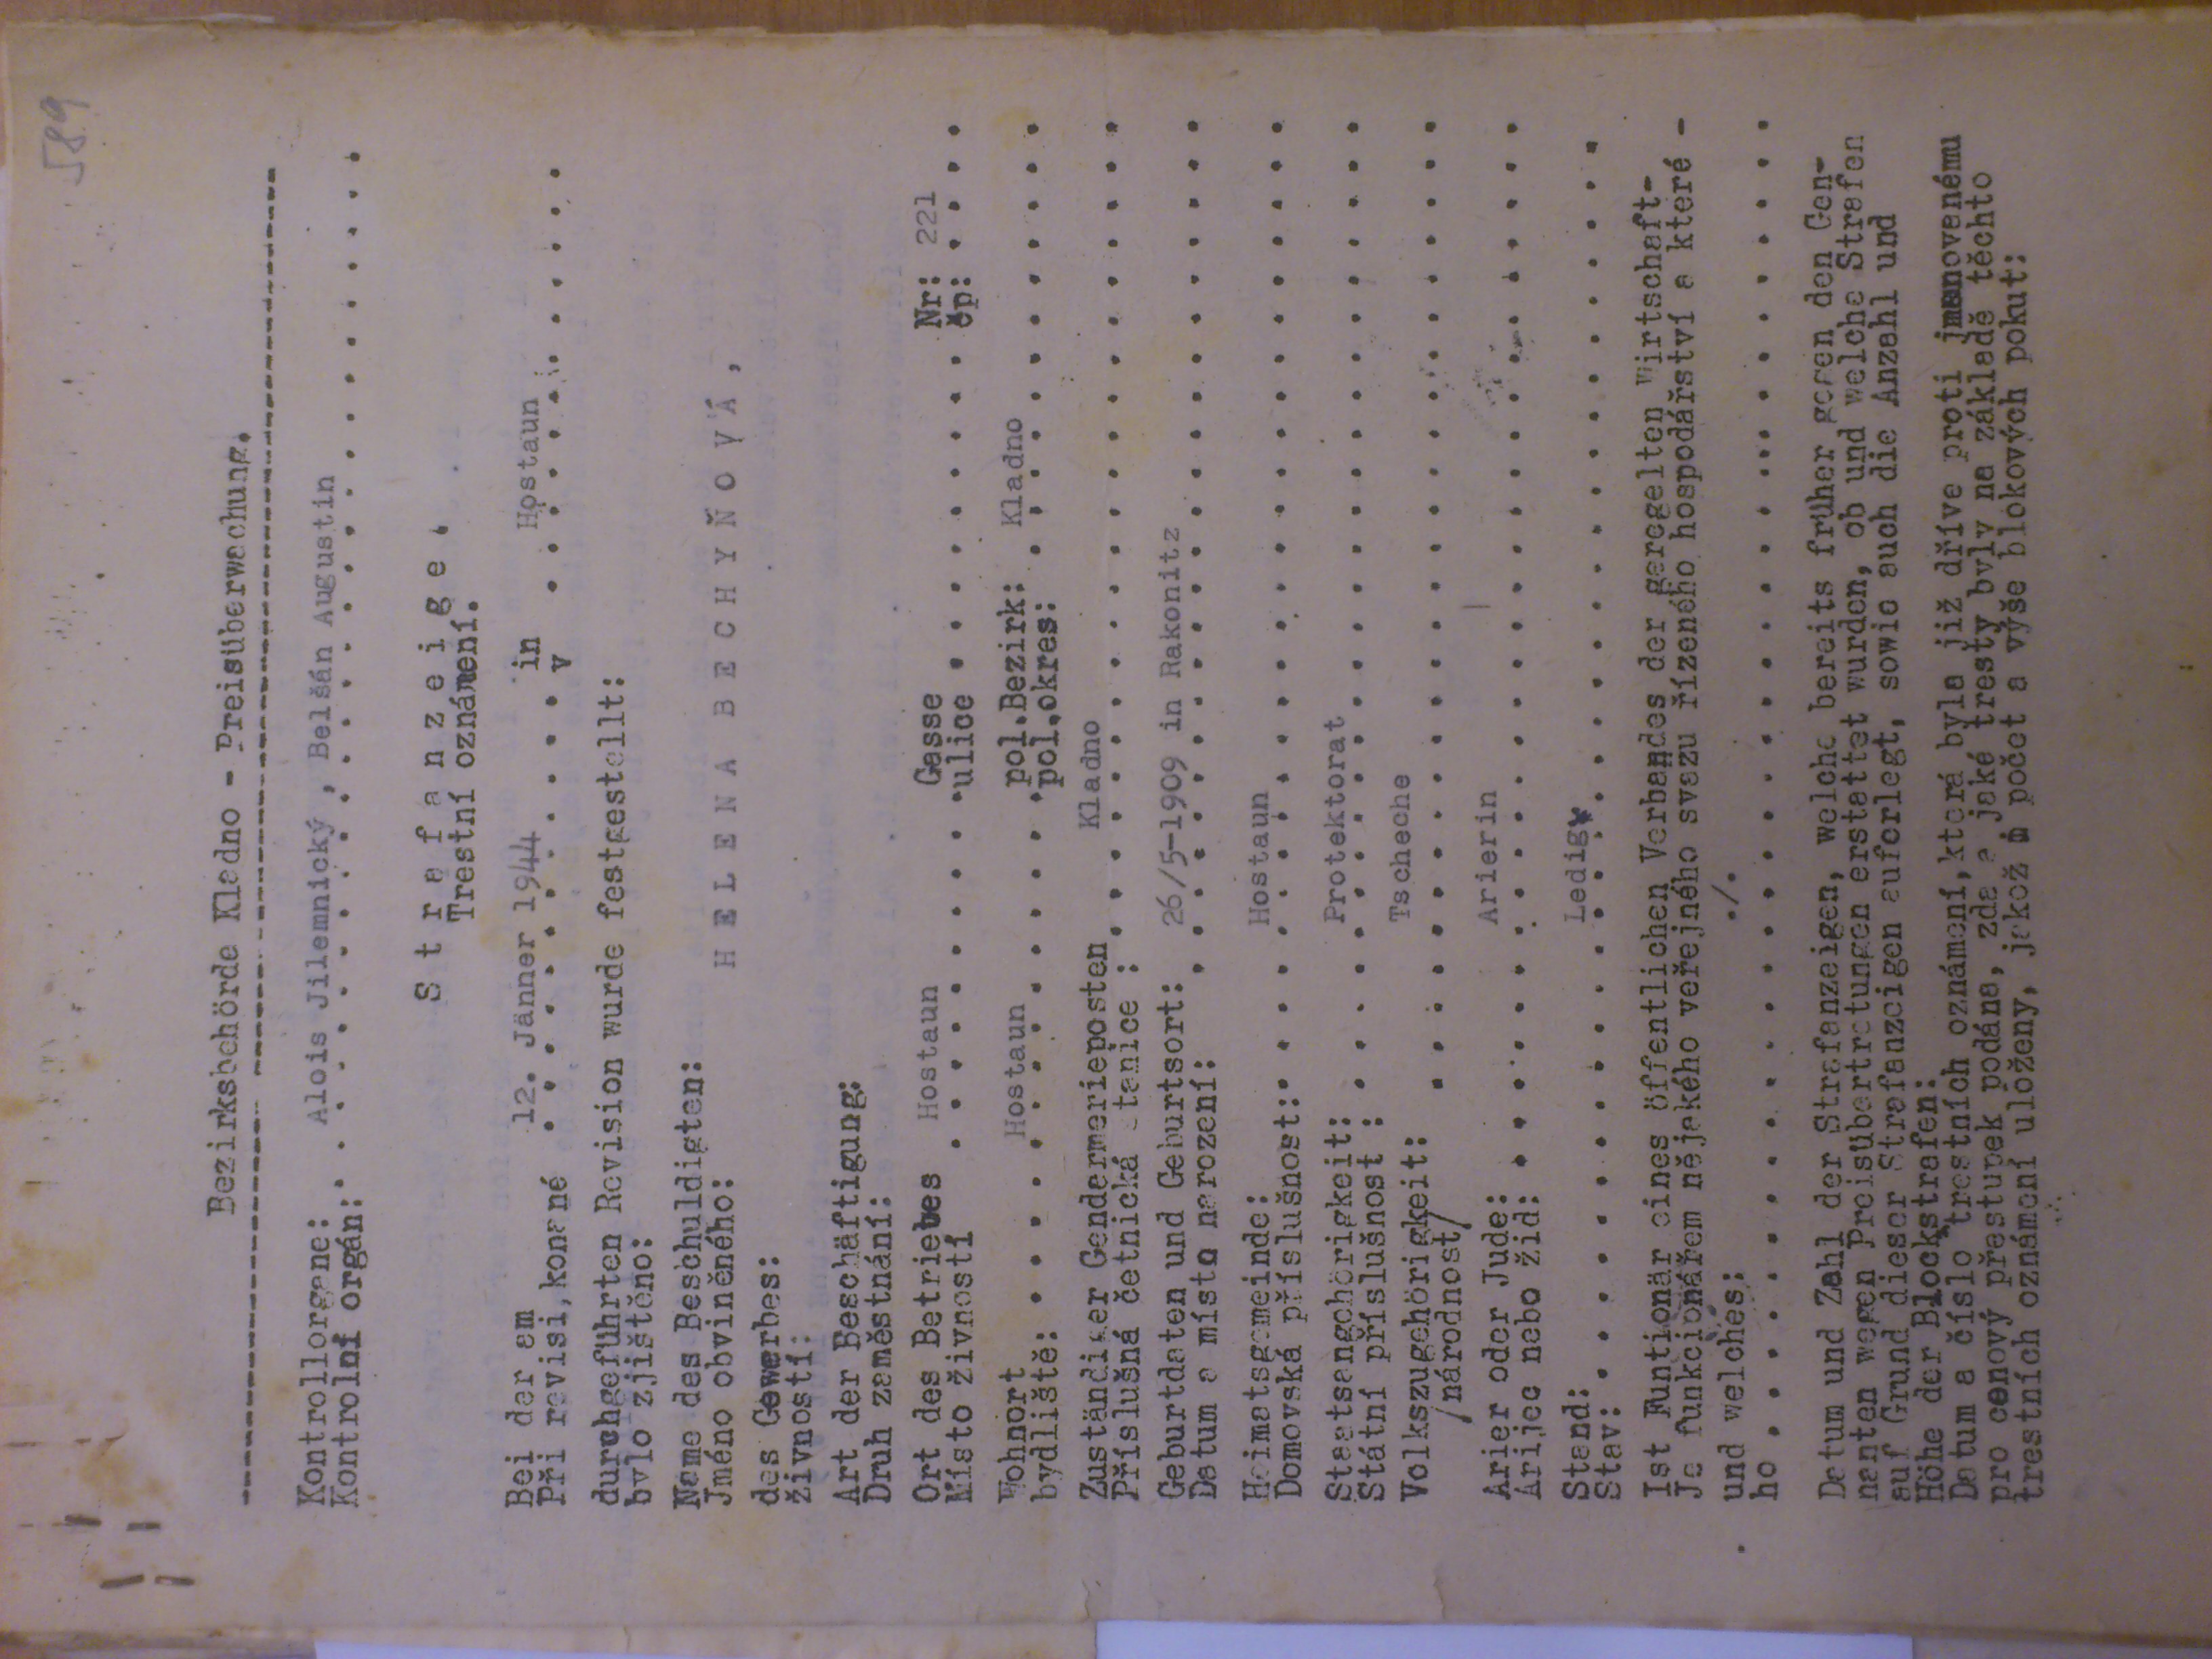 589
Bezirksbehörde Kladno - Preisüberwachung.
Kontrollorgane: Alois Jilemnický , Belšán Augustin
Kontrolní orgán:
S t r a f a n z e i g e .
Trestní oznámení.
Bei der am 12. Jänner 1944 in Hostaun
Při revisi,konané v
durchgeführten Revision wurde festgestellt:
bylo zjištěno:
Name des Beschuldigten:
Jméno obviněného: H E L E N A B E C H Y Ň O V Á ,
des Gewerbes:
živností:
Art der Beschäftigung:
Druh zaměstnání:
Ort des Betriebes Hostaun Gasse Nr: 221
Místo živností ulice čp:
Wohnort Hostaun pol.Bezirk: Kladno
bydliště: pol.okres:
Zuständiger Gendarmerieposten Kladno
Příslušná četnická stanice :
Geburtdaten und Geburtsort: 26/5-1909 in Rakonitz
Datum a místo narození:
Heimatsgemeinde: Hostaun
Domovská příslušnost:
Staatsangehörigkeit: Protektorat
Státní příslušnost :
Volkszugehörigkeit: Tscheche
/národnost/
Arier oder Jude: Arierin
Arijec nebo žid:
Stand: Ledig
Stav:
Ist Funtionär eines öffentlichen Verbandes der geregelten Wirtschaft-
Je funkcionářem nějakého veřejného svazu řízeného hospodářství a které -
und welches: ./.
ho
Datum und Zahl der Strafanzeigen, welche bereits früher gegen den Gen-
nanten wegen Preisübertretungen erstattet wurden, ob und welche Strafen
auf Grund dieser Strafanzeigen auferlegt, sowie auch die Anzahl und
Höhe der Blockstrafen:
Datum a číslo trestních oznámení,která byla již dříve proti jmenovanému
pro cenový přestupek podána, zda a jaké tresty byly na základě těchto
trestních oznámení uloženy, jakož i počet a výše blokových pokut: